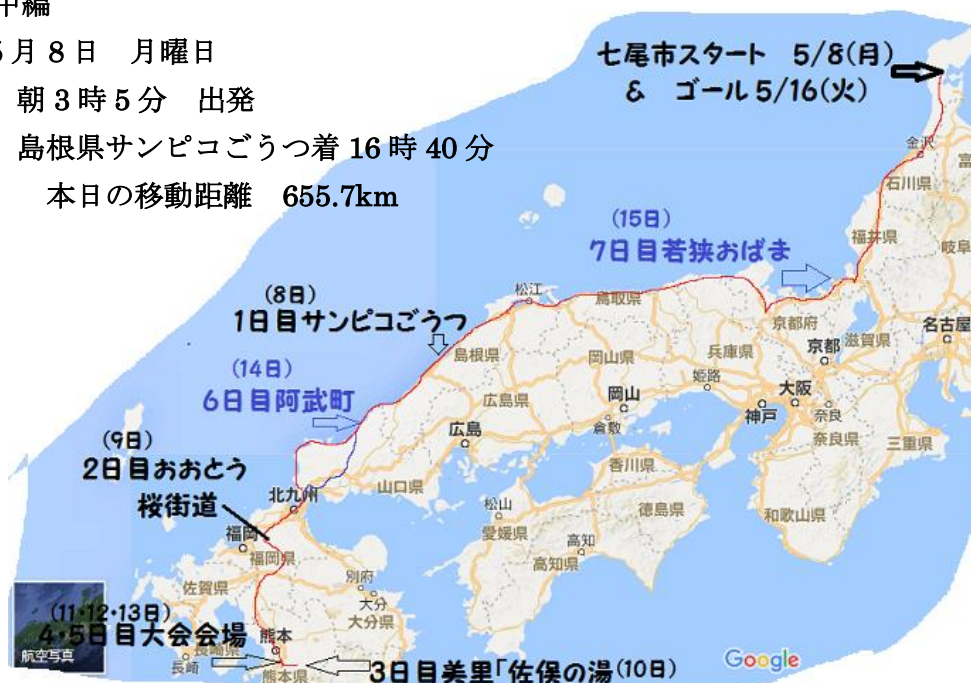 中編
5月8日　月曜日
朝3時5分　出発
島根県サンピコごうつ着 16時40分
本日の移動距離　655.7km
七尾市スタート　5/8(月)
&　ゴール 5/16(火)
金沢
富
石川県
(15日)
7日目若狭おばま
福井県
岐阜
(8日)
1日目サンピコごうつ
松江
鳥取県
京都府
名古屋
島根県
岡山県
兵庫県
京都
滋賀県
(14日)
6日目阿武町
姫路
大阪
岡山
広島県
神戸
奈良
倉敷
広島
奈良県
三重県
(9日)
2日目おおとう
桜街道
香川県
北九州
山口県
松山
徳島県
和歌山県
愛媛県
福岡
高知
福岡県
高知県
別府
佐賀県
大分
大分県
(11・12・13日)
4・5日目大会会場
熊本
長崎県
航空写真
長崎
熊本県
3日目美里「佐俣の湯(10日)
Google